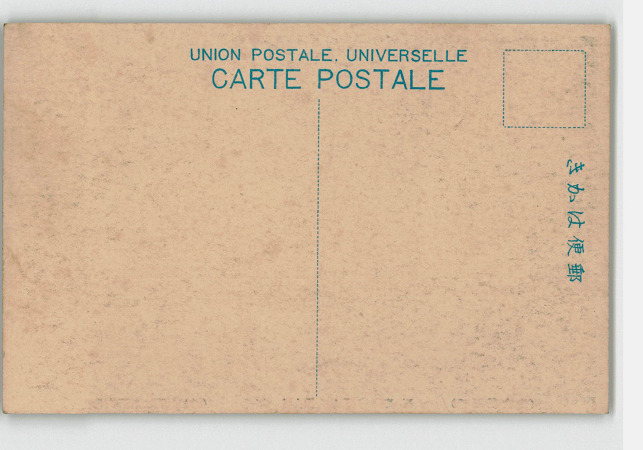 UNION POSTALE, UNIVERSELLE
CARTE POSTALE
きかは便郵